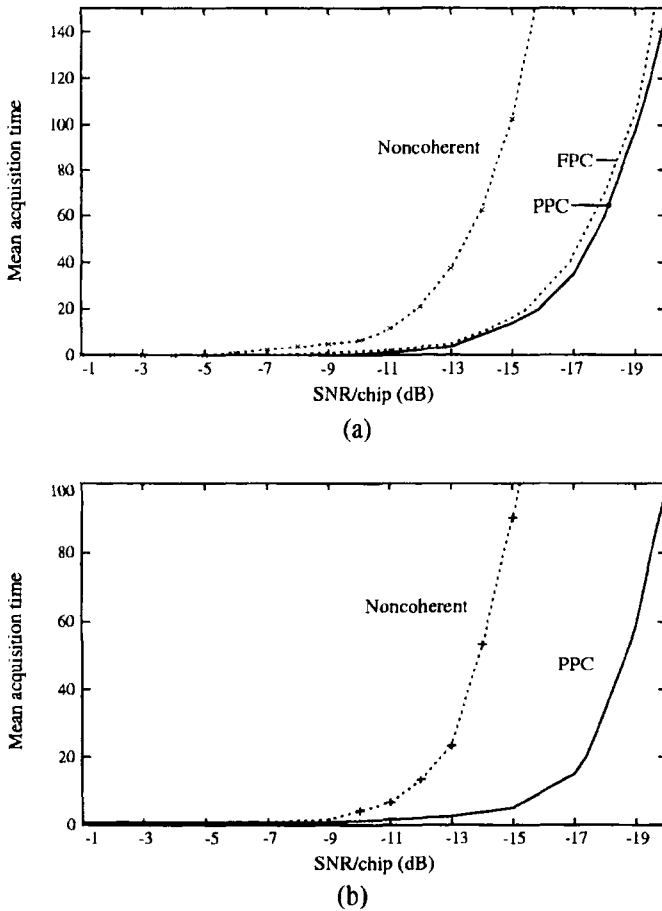 140
120
100
80
60
40
20
0
Mean acquisition time
Noncoherent
FPC
PPC
-1 -3 -5 -7 -9 -11 -13 -15 -17 -19
SNR/chip (dB)
(a)
100
80
60
40
20
0
Mean acquisition time
Noncoherent
PPC
-1 -3 -5 -7 -9 -11 -13 -15 -17 -19
SNR/chip (dB)
(b)